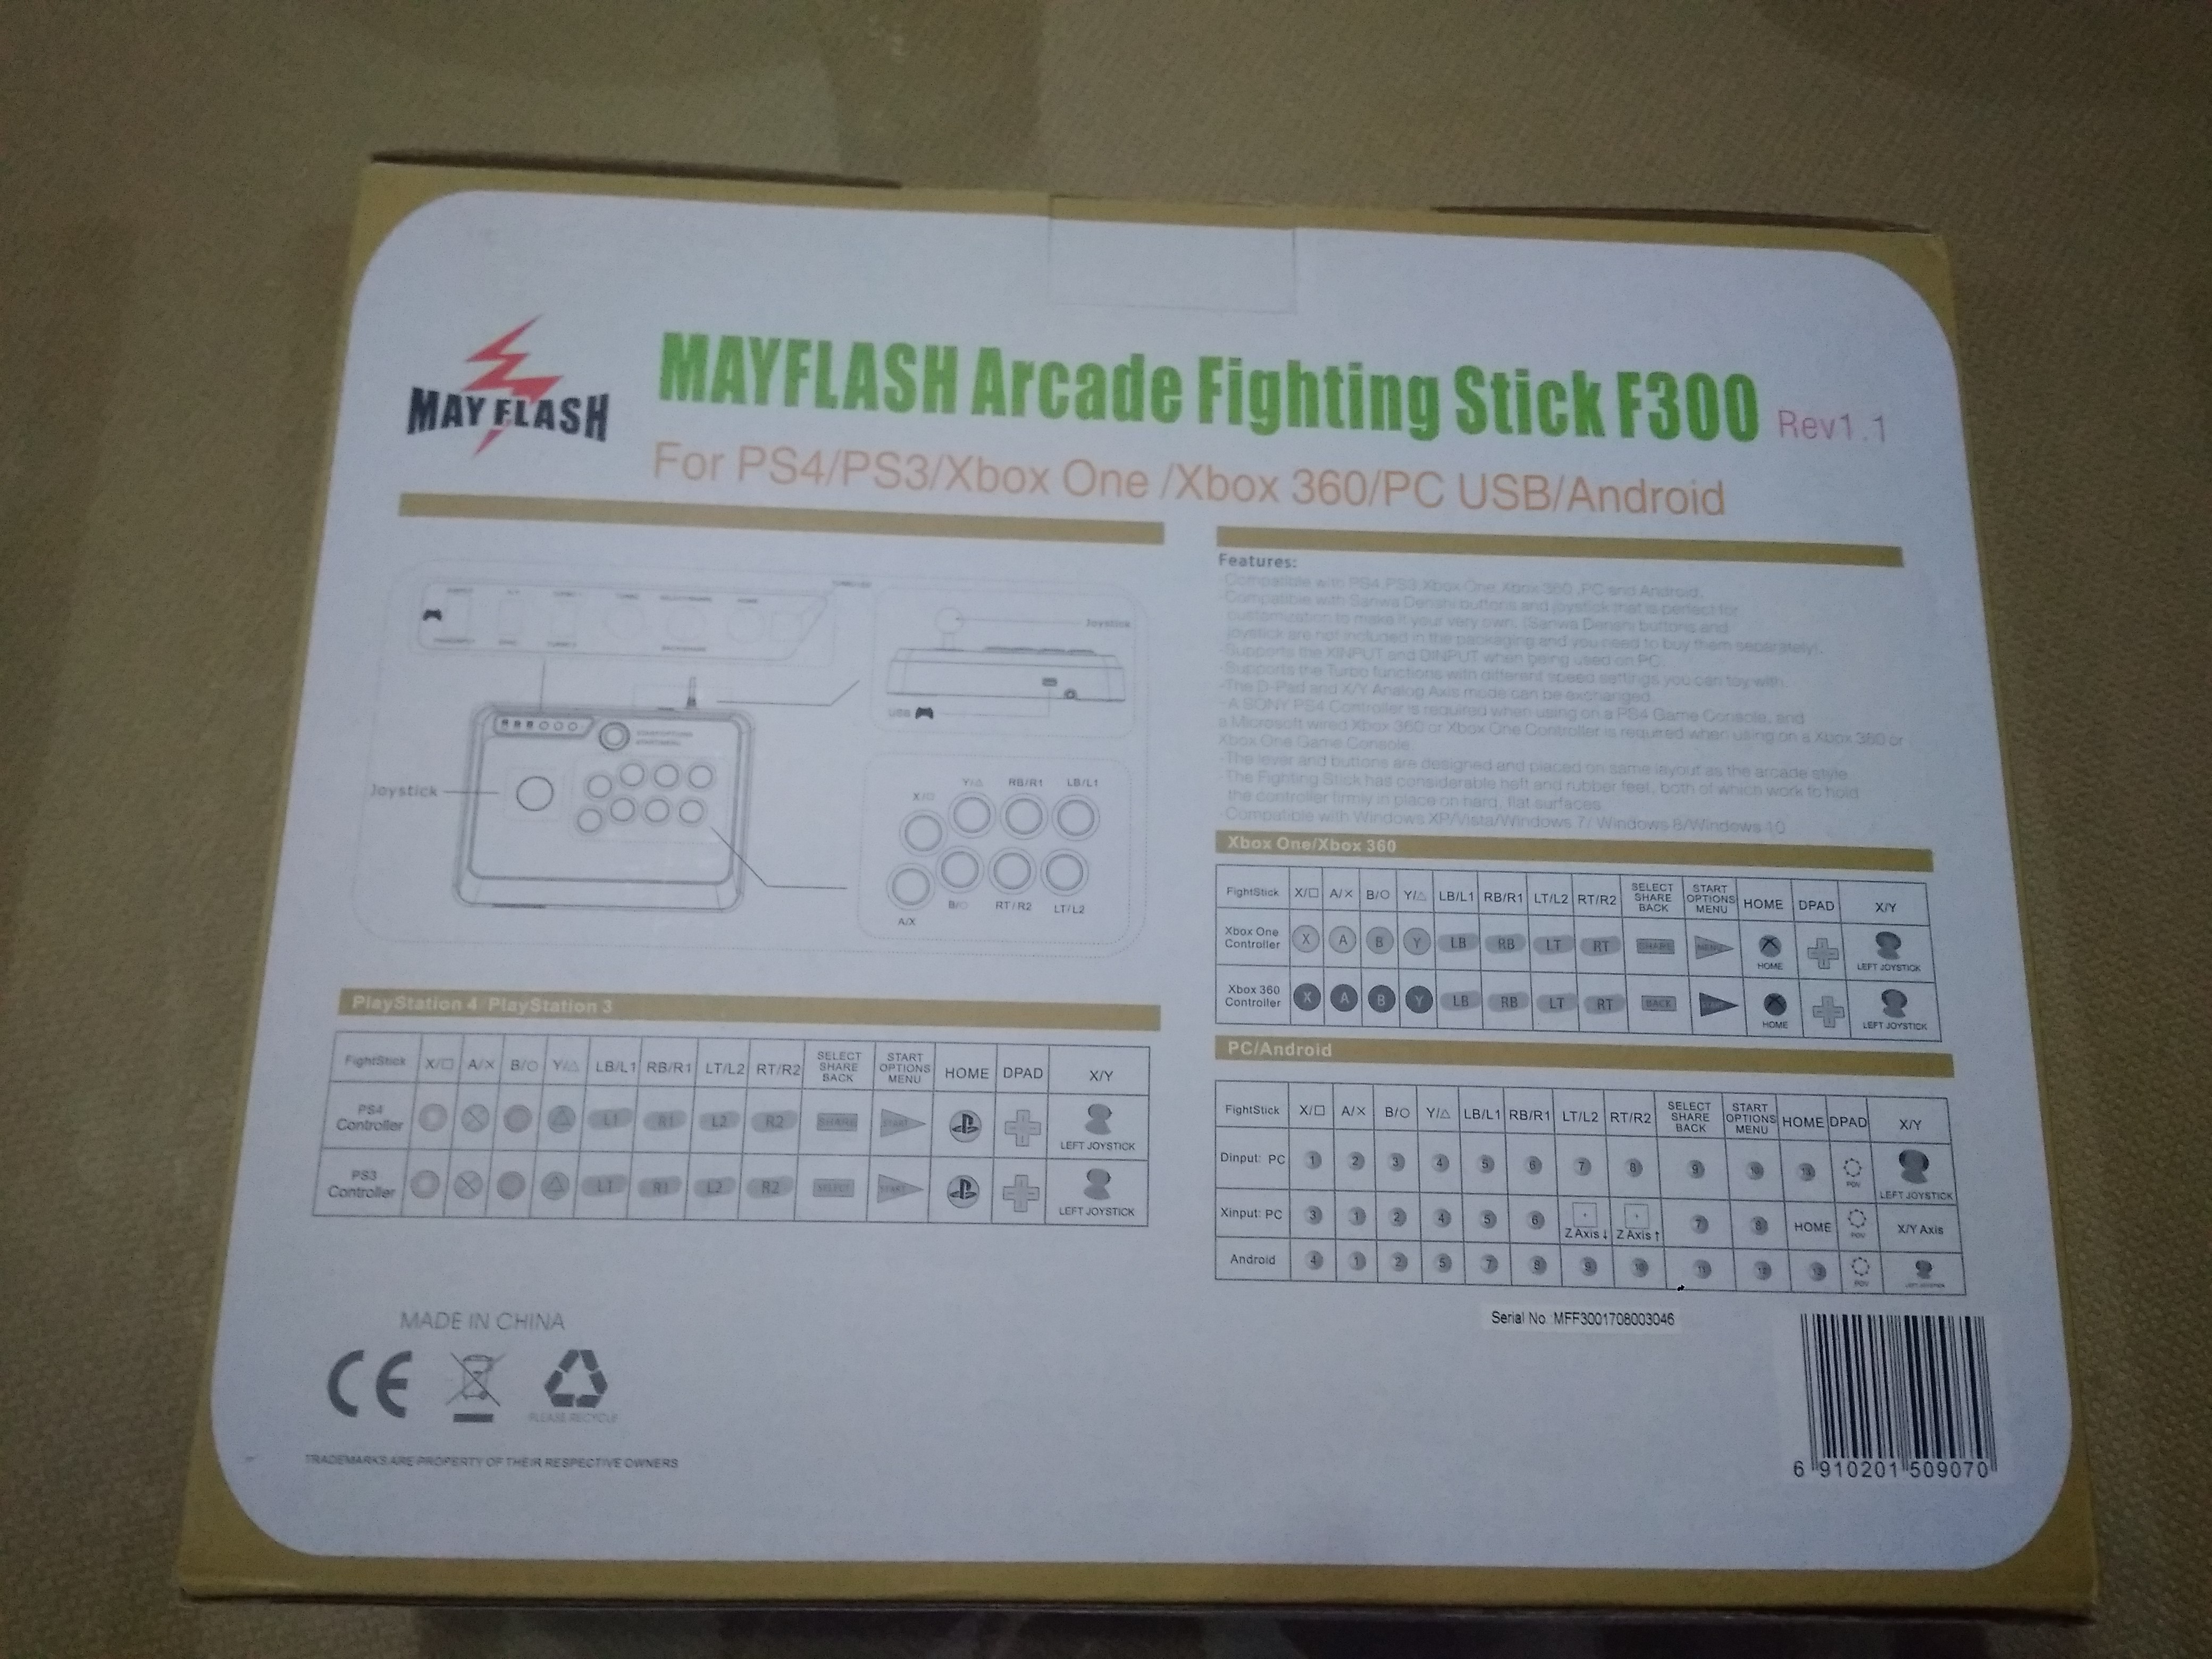 MAYFLASH
MAYFLASH Arcade Fighting Stick F300 Rev1.1
For PS4/PS3/Xbox One /Xbox 360/PC USB/Android
Joystick
USB
Joystick
X/□ Y/△ RB/R1 LB/L1
A/X B/○ RT/R2 LT/L2
Features:
·Compatible with PS4,PS3,Xbox One,Xbox 360 ,PC and Android.
·Compatible with Sanwa Denshi buttons and joystick that is perfect for
customization to make it your very own. (Sanwa Denshi buttons and
joystick are not included in the packaging and you need to buy them separately).
·Supports the XINPUT and DINPUT when being used on PC.
·Supports the Turbo functions with different speed settings you can toy with.
·The D-Pad and X/Y Analog Axis mode can be exchanged.
·A SONY PS4 Controller is required when using on a PS4 Game Console, and
a Microsoft wired Xbox 360 or Xbox One Controller is required when using on a Xbox 360 or
Xbox One Game Console
·The lever and buttons are designed and placed on same layout as the arcade style
·The Fighting Stick has considerable heft and rubber feet, both of which work to hold
the controller firmly in place on hard, flat surfaces.
·Compatible with Windows XP/Vista/Windows 7/ Windows 8/Windows 10
Xbox One/Xbox 360
FightStick X/□ A/X B/○ Y/△ LB/L1 RB/R1 LT/L2 RT/R2 SELECT SHARE BACK START OPTIONS MENU HOME DPAD X/Y
Xbox One Controller X A B Y LB RB LT RT SHARE MENU HOME LEFT JOYSTICK
Xbox 360 Controller X A B Y LB RB LT RT BACK START HOME LEFT JOYSTICK
PlayStation 4 PlayStation 3
FightStick X/□ A/X B/○ Y/△ LB/L1 RB/R1 LT/L2 RT/R2 SELECT SHARE BACK START OPTIONS MENU HOME DPAD X/Y
PS4 Controller L1 R1 L2 R2 SHARE START LEFT JOYSTICK
PS3 Controller L1 R1 L2 R2 SELECT START LEFT JOYSTICK
PC/Android
FightStick X/□ A/X B/○ Y/△ LB/L1 RB/R1 LT/L2 RT/R2 SELECT SHARE BACK START OPTIONS MENU HOME DPAD X/Y
Dinput: PC 1 2 3 4 5 6 7 8 9 10 13 POV LEFT JOYSTICK
Xinput: PC 3 1 2 4 5 6 Z Axis↓ Z Axis↑ 7 8 HOME POV X/Y Axis
Android 4 1 2 5 7 8 9 10 11 12 13 POV LEFT JOYSTICK
Serial No.:MFF3001708003046
MADE IN CHINA
CE
PLEASE RECYCLE
TRADEMARKS ARE PROPERTY OF THEIR RESPECTIVE OWNERS
6 910201 509070